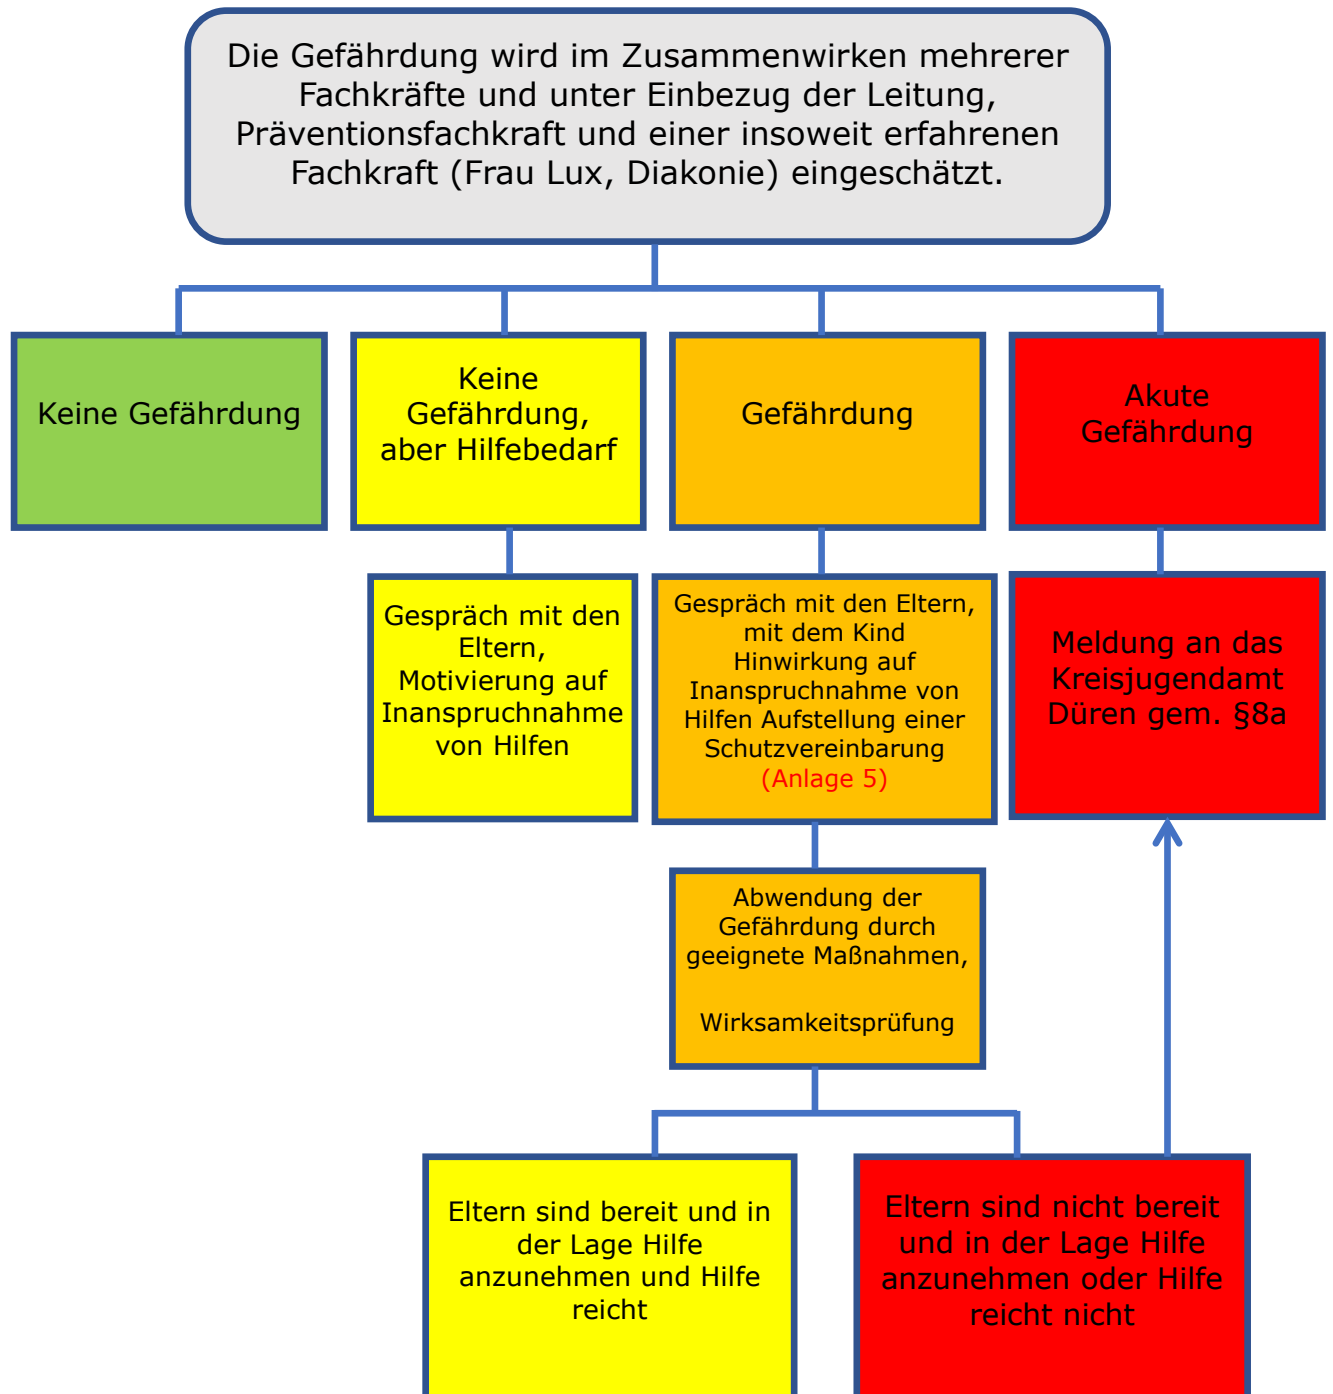 Die Gefährdung wird im Zusammenwirken mehrerer
Fachkräfte und unter Einbezug der Leitung,
Präventionsfachkraft und einer insoweit erfahrenen
Fachkraft (Frau Lux, Diakonie) eingeschätzt.
Keine Gefährdung
Keine
Gefährdung,
aber Hilfebedarf
Gefährdung
Akute
Gefährdung
Gespräch mit den
Eltern,
Motivierung auf
Inanspruchnahme
von Hilfen
Gespräch mit den Eltern,
mit dem Kind
Hinwirkung auf
Inanspruchnahme von
Hilfen Aufstellung einer
Schutzvereinbarung
(Anlage 5)
Meldung an das
Kreisjugendamt
Düren gem. §8a
Abwendung der
Gefährdung durch
geeignete Maßnahmen,
Wirksamkeitsprüfung
Eltern sind bereit und in
der Lage Hilfe
anzunehmen und Hilfe
reicht
Eltern sind nicht bereit
und in der Lage Hilfe
anzunehmen oder Hilfe
reicht nicht